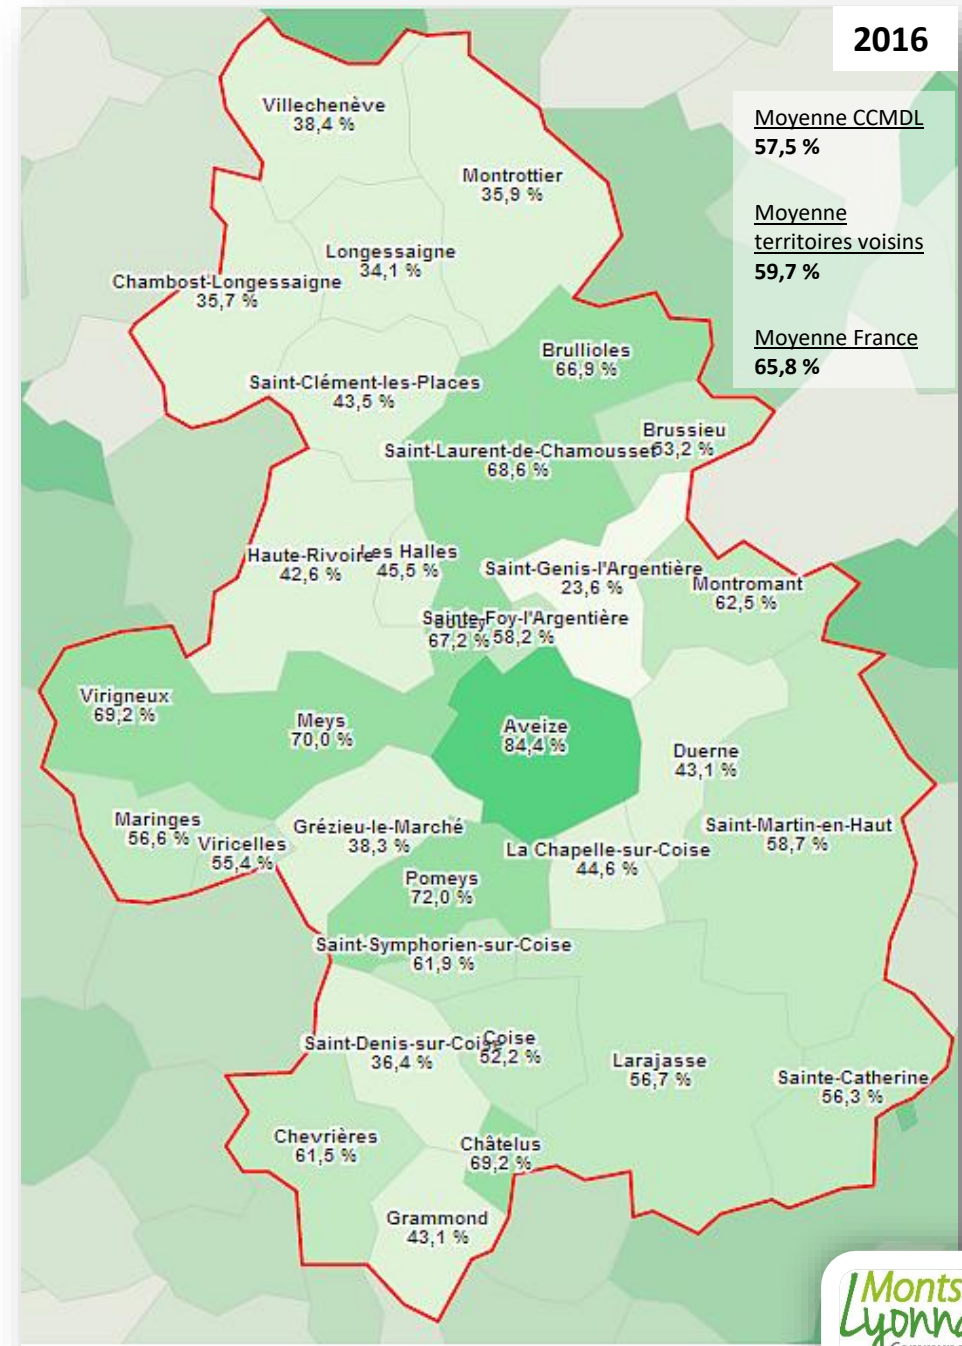 2016
Moyenne CCMDL
57,5 %
Moyenne
territoires voisins
59,7 %
Moyenne France
65,8 %
Villechenève
38,4 %
Montrottier
35,9 %
Longessaigne
34,1 %
Chambost-Longessaigne
35,7 %
Brullioles
66,9 %
Saint-Clément-les-Places
43,5 %
Brussieu
53,2 %
Saint-Laurent-de-Chamousset
68,6 %
Haute-Rivoire
42,6 %
Les Halles
45,5 %
Saint-Genis-l'Argentière
23,6 %
Montromant
62,5 %
Sainte-Foy-l'Argentière
58,2 %
67,2 %
Virigneux
69,2 %
Meys
70,0 %
Aveize
84,4 %
Duerne
43,1 %
Maringes
56,6 %
Viricelles
55,4 %
Grézieu-le-Marché
38,3 %
Saint-Martin-en-Haut
58,7 %
La Chapelle-sur-Coise
44,6 %
Pomeys
72,0 %
Saint-Symphorien-sur-Coise
61,9 %
Saint-Denis-sur-Coise
36,4 %
Coise
52,2 %
Larajasse
56,7 %
Sainte-Catherine
56,3 %
Chevrières
61,5 %
Châtelus
69,2 %
Grammond
43,1 %
Monts